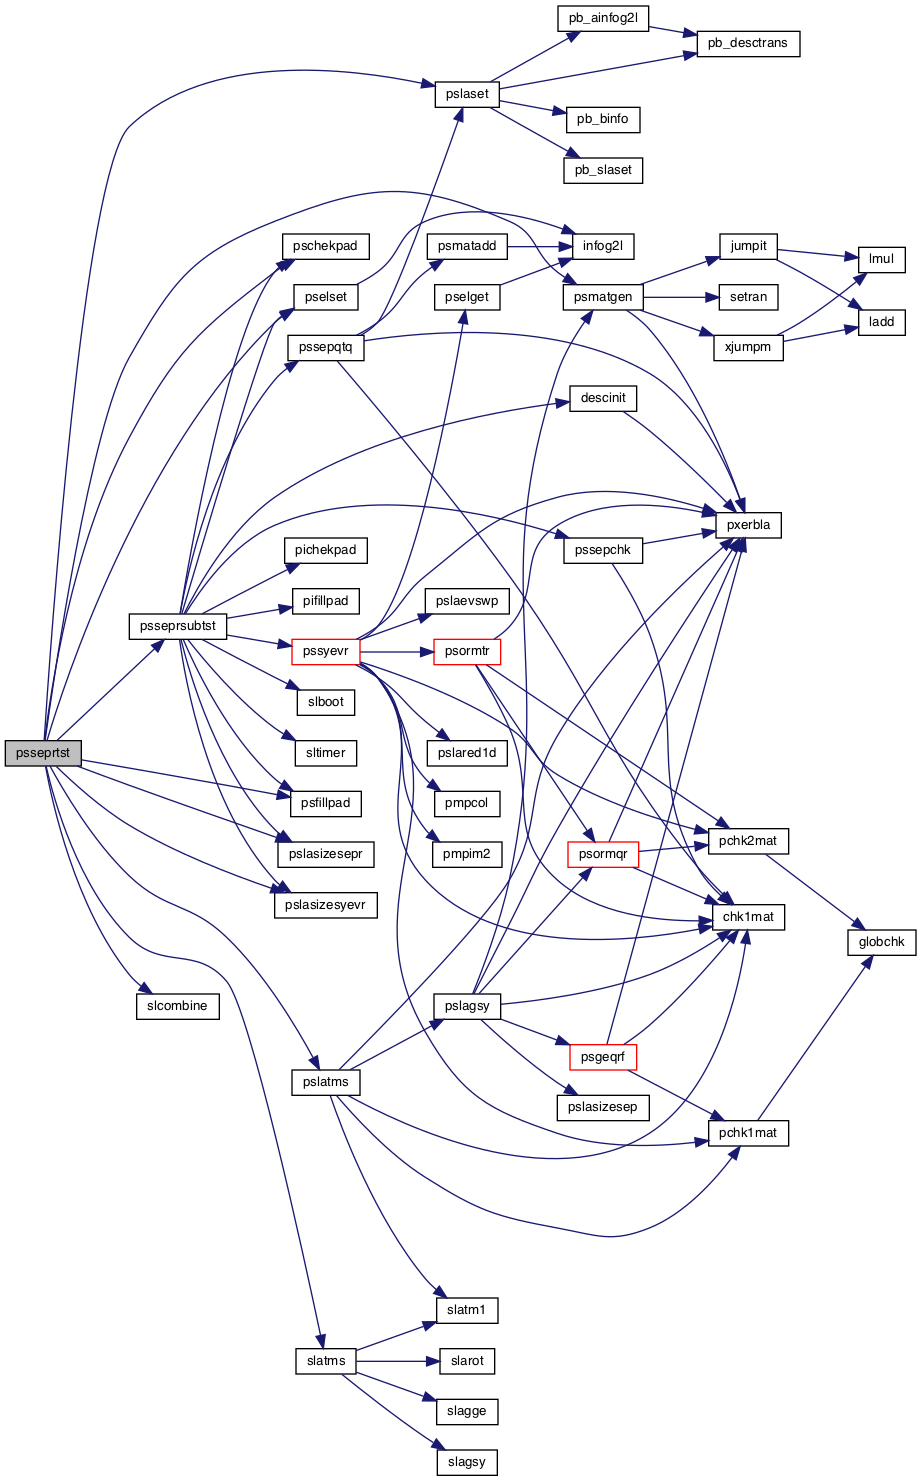 pb_ainfog2l
pb_desctrans
pslaset
pb_binfo
pb_slaset
pschekpad
psmatadd
infog2l
jumpit
lmul
pselset
pselget
psmatgen
setran
ladd
pssepqtq
xjumpm
descinit
pxerbla
pichekpad
pssepchk
pifillpad
pslaevswp
psseprsubtst
pssyevr
psormtr
slboot
psseprtst
sltimer
pslared1d
psfillpad
pmpcol
pslasizesepr
pmpim2
psormqr
pchk2mat
pslasizesyevr
chk1mat
globchk
slcombine
pslagsy
psgeqrf
pslatms
pslasizesep
pchk1mat
slatm1
slatms
slarot
slagge
slagsy